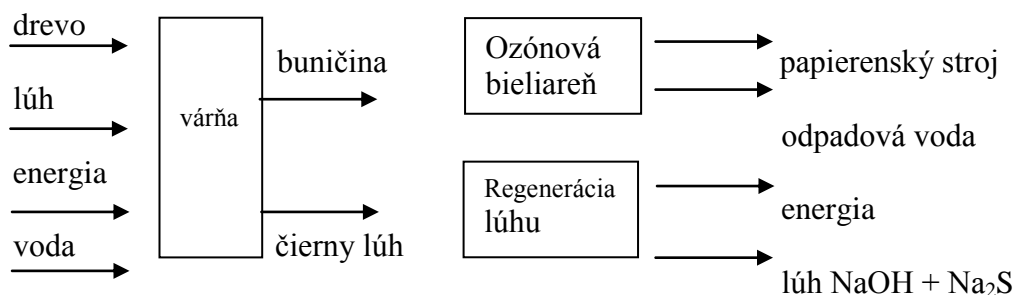 drevo
lúh
energia
voda
várňa
buničina
čierny lúh
Ozónová
bieliareň
Regenerácia
lúhu
papierenský stroj
odpadová voda
energia
lúh NaOH + Na₂S